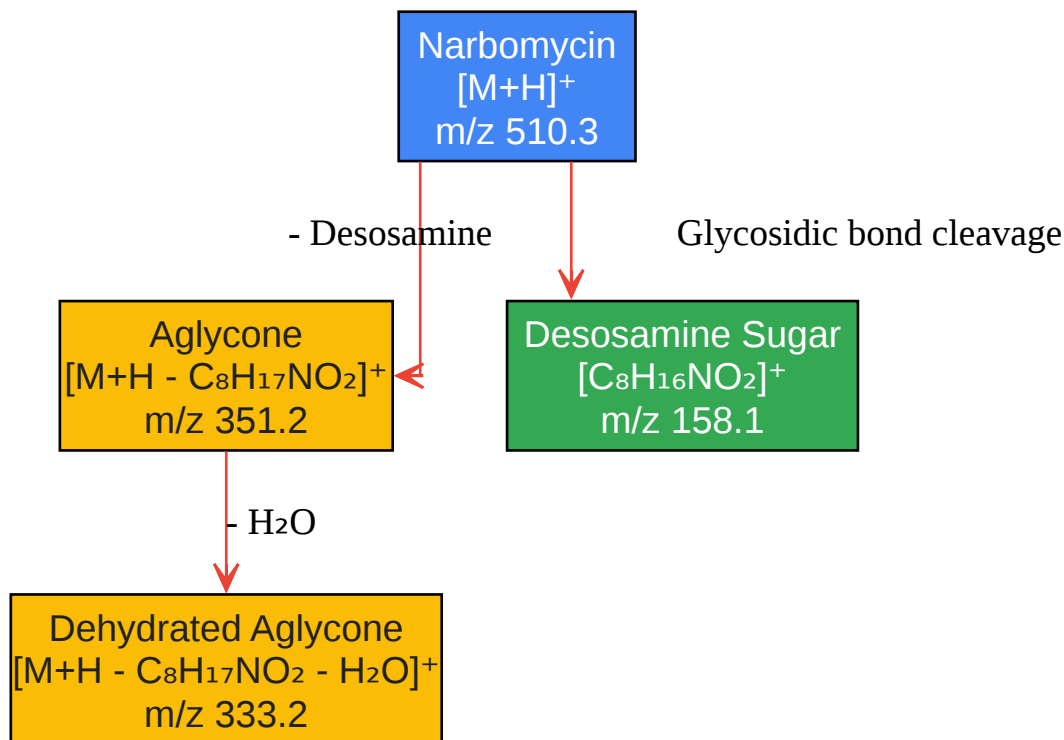 Narbomycin
[M+H]⁺
m/z 510.3
- Desosamine
Glycosidic bond cleavage
Aglycone
[M+H - C₈H₁₇NO₂]⁺
m/z 351.2
Desosamine Sugar
[C₈H₁₆NO₂]⁺
m/z 158.1
- H₂O
Dehydrated Aglycone
[M+H - C₈H₁₇NO₂ - H₂O]⁺
m/z 333.2